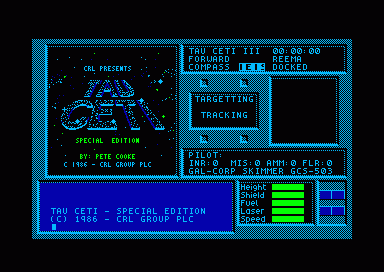 CRL PRESENTS
TAU
CETI
SPECIAL EDITION
BY: PETE COOKE
© 1986 - CRL GROUP PLC
TAU CETI III 00:00:00
FORWARD REEMA
COMPASS DOCKED
TARGETTING
TRACKING
PILOT:
INR:0 MIS:0 AMM:0 FLR:0
GAL-CORP SKIMMER GCS-503
TAU CETI - SPECIAL EDITION
(C) 1986 - CRL GROUP PLC
Height
Shield
Fuel
Laser
Speed